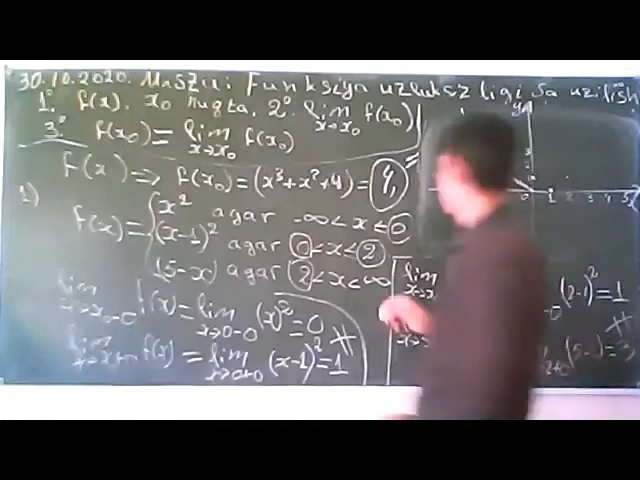 30.10.2020. Mavzu: Funksiya uzluksizligi va uzilish
1° f(x). x₀ nuqta. 2° lim x→x₀ f(x₀)
3° f(x₀) = lim x→x₀ f(x₀)
f(x) ⇒ f(x₀) = (x³+x²+4) = 4,
1)
f(x) = { x² agar -∞<x≤0
(x-1)² agar 0<x≤2
(5-x) agar 2<x<∞
lim x→x₀-0 f(x) = lim x→0-0 (x)² = 0
lim f(x) = lim x→0+0 (x-1)² = 1
lim
(2-1)² = 1
y
0 1 2 3 4 5